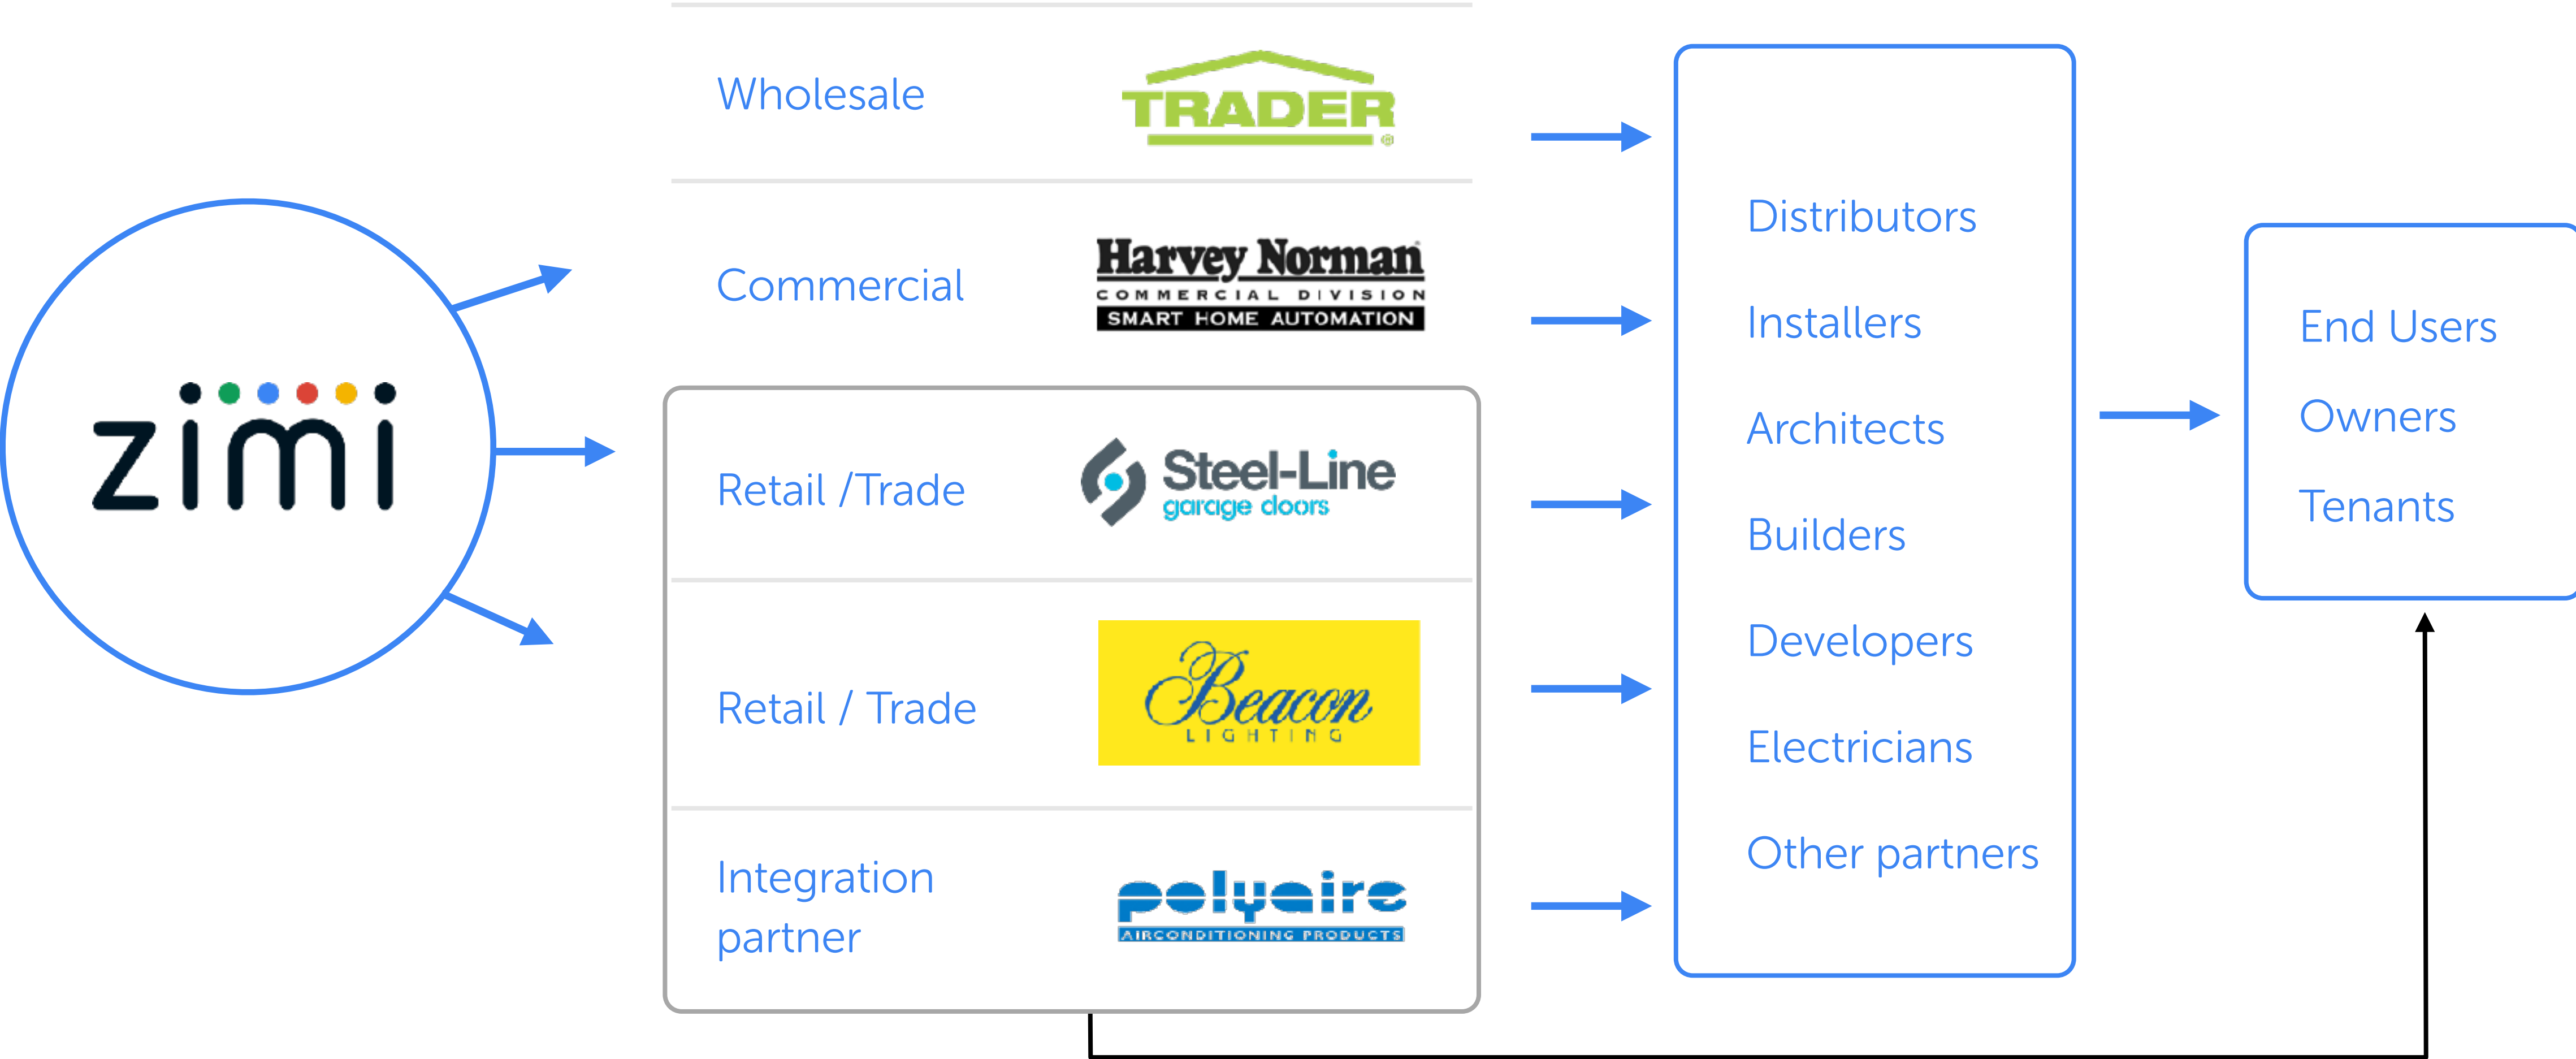 zimi
Wholesale
TRADER
®
Commercial
Harvey Norman
COMMERCIAL DIVISION
SMART HOME AUTOMATION
Retail /Trade
Steel-Line
garage doors
Retail / Trade
Beacon
LIGHTING
Integration
partner
polyaire
AIRCONDITIONING PRODUCTS
Distributors
Installers
Architects
Builders
Developers
Electricians
Other partners
End Users
Owners
Tenants